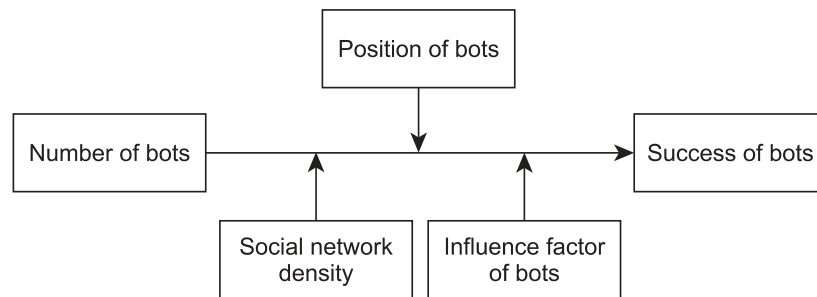 Position of bots
Number of bots
Success of bots
Social network
density
Influence factor
of bots